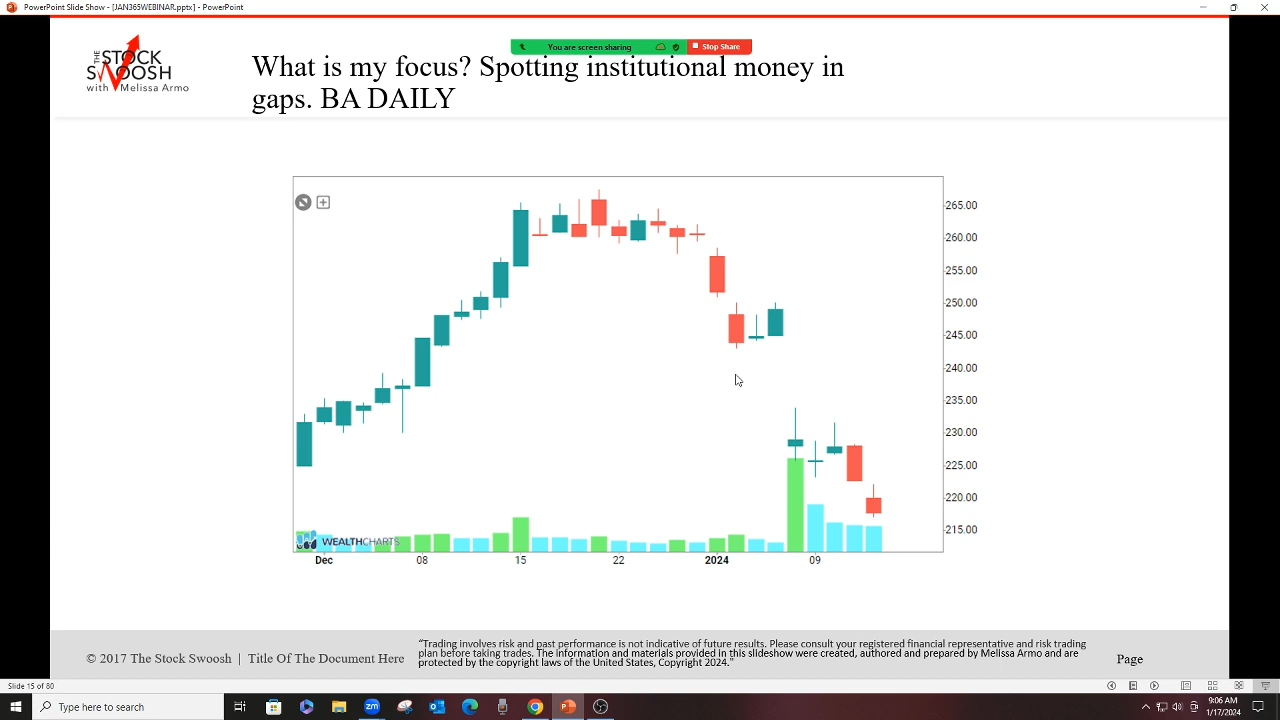 PowerPoint Slide Show - [JAN365WEBINAR.pptx] - PowerPoint
You are screen sharing
Stop Share
THE
STOCK
SWOOSH
with Melissa Armo
What is my focus? Spotting institutional money in
gaps. BA DAILY
265.00
260.00
255.00
250.00
245.00
240.00
235.00
230.00
225.00
220.00
215.00
WEALTHCHARTS
Dec
08
15
22
2024
09
© 2017 The Stock Swoosh | Title Of The Document Here
"Trading involves risk and past performance is not indicative of future results. Please consult your registered financial representative and risk trading
plan before taking trades. The information and materials provided in this slideshow were created, authored and prepared by Melissa Armo and are
protected by the copyright laws of the United States, Copyright 2024."
Page
Slide 15 of 80
Type here to search
9:06 AM
1/17/2024